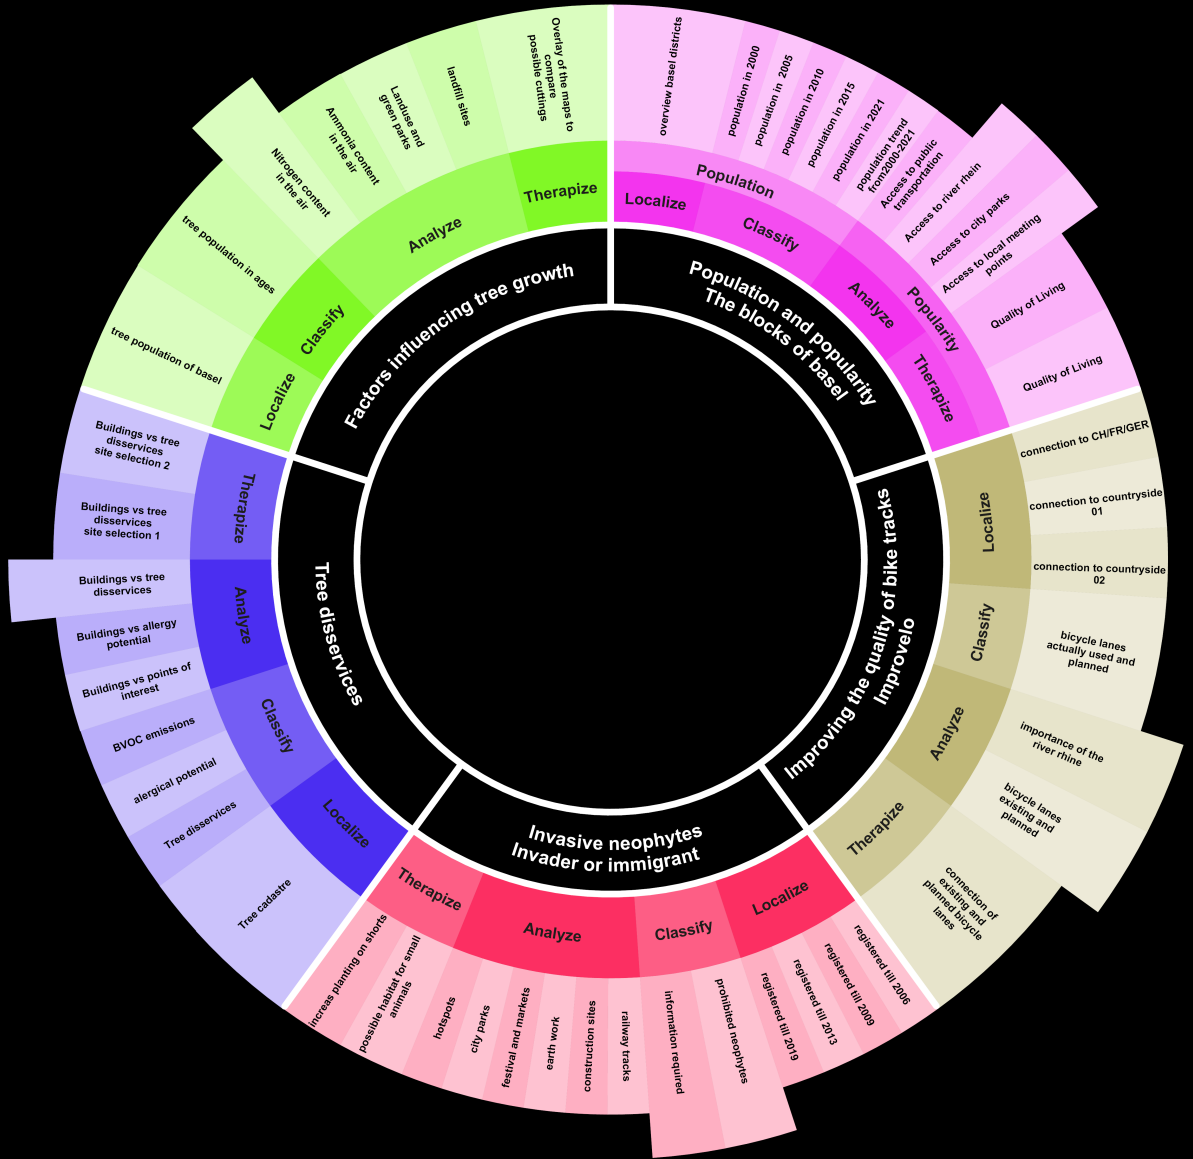 Population and popularity
The blocks of basel
Population
Popularity
Localize
Classify
Analyze
Therapize
overview basel districts
population in 2000
population in  2005
population in 2010
population in 2015
population in 2021
population trend
from2000-2021
Access to public
transportation
Access to river rhein
Access to city parks
Access to local meeting
points
Quality of Living
Quality of Living
Improving the quality of bike tracks
Improvelo
Localize
Classify
Analyze
Therapize
connection to CH/FR/GER
connection to countryside
01
connection to countryside
02
bicycle lanes
actually used and
planned
importance of the
river rhine
bicycle lanes
existing and
planned
connection of
existing and
planned bicycle
lanes
Invasive neophytes
Invader or immigrant
Localize
Classify
Analyze
Therapize
registered till 2006
registered till 2009
registered till 2013
registered till 2019
prohibited neophytes
information required
railway tracks
construction sites
earth work
festival and markets
city parks
hotspots
possible habitat for small
animals
increas planting on shorts
Tree disservices
Localize
Classify
Analyze
Therapize
Tree cadastre
Tree disservices
alergical potential
BVOC emissions
Buildings vs points of
interest
Buildings vs allergy
potential
Buildings vs tree
disservices
Buildings vs tree
disservices
site selection 1
Buildings vs tree
disservices
site selection 2
Factors influencing tree growth
Localize
Classify
Analyze
Therapize
tree population of basel
tree population in ages
Nitrogen content
in the air
Ammonia content
in the air
Landuse and
green parks
landfill sites
Overlay of the maps to
compare
possible cuttings